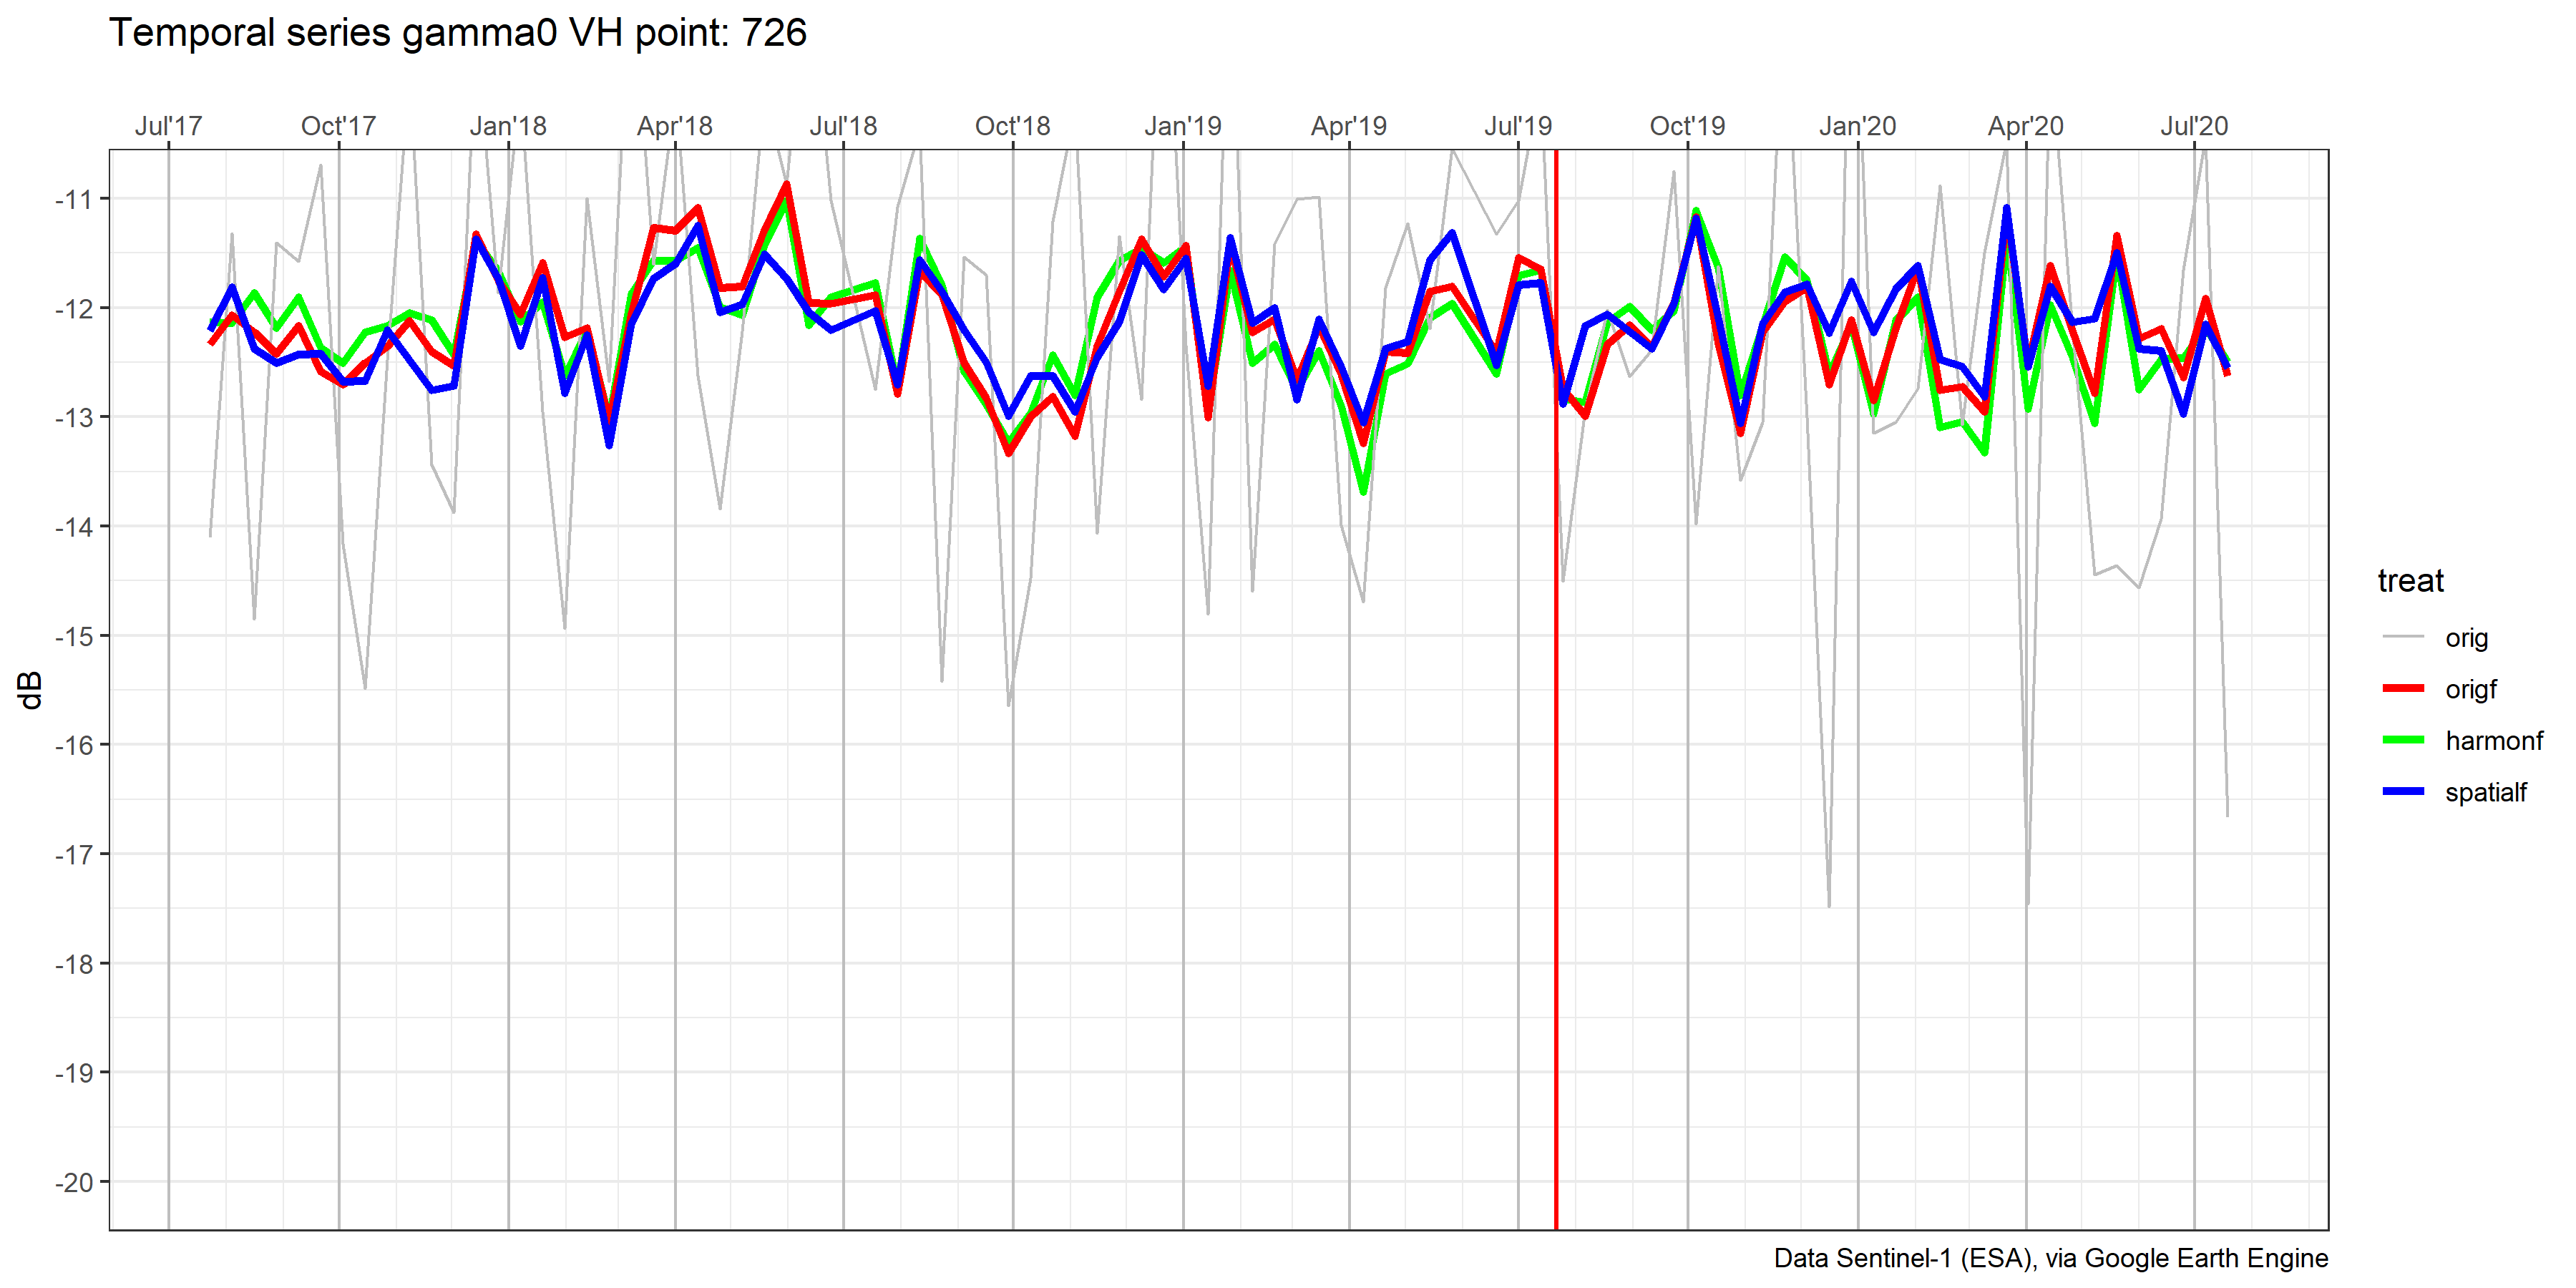 Temporal series gamma0 VH point: 726
Jul'17 Oct'17 Jan'18 Apr'18 Jul'18 Oct'18 Jan'19 Apr'19 Jul'19 Oct'19 Jan'20 Apr'20 Jul'20
-11
-12
-13
-14
-15
-16
-17
-18
-19
-20
dB
treat
orig
origf
harmonf
spatialf
Data Sentinel-1 (ESA), via Google Earth Engine